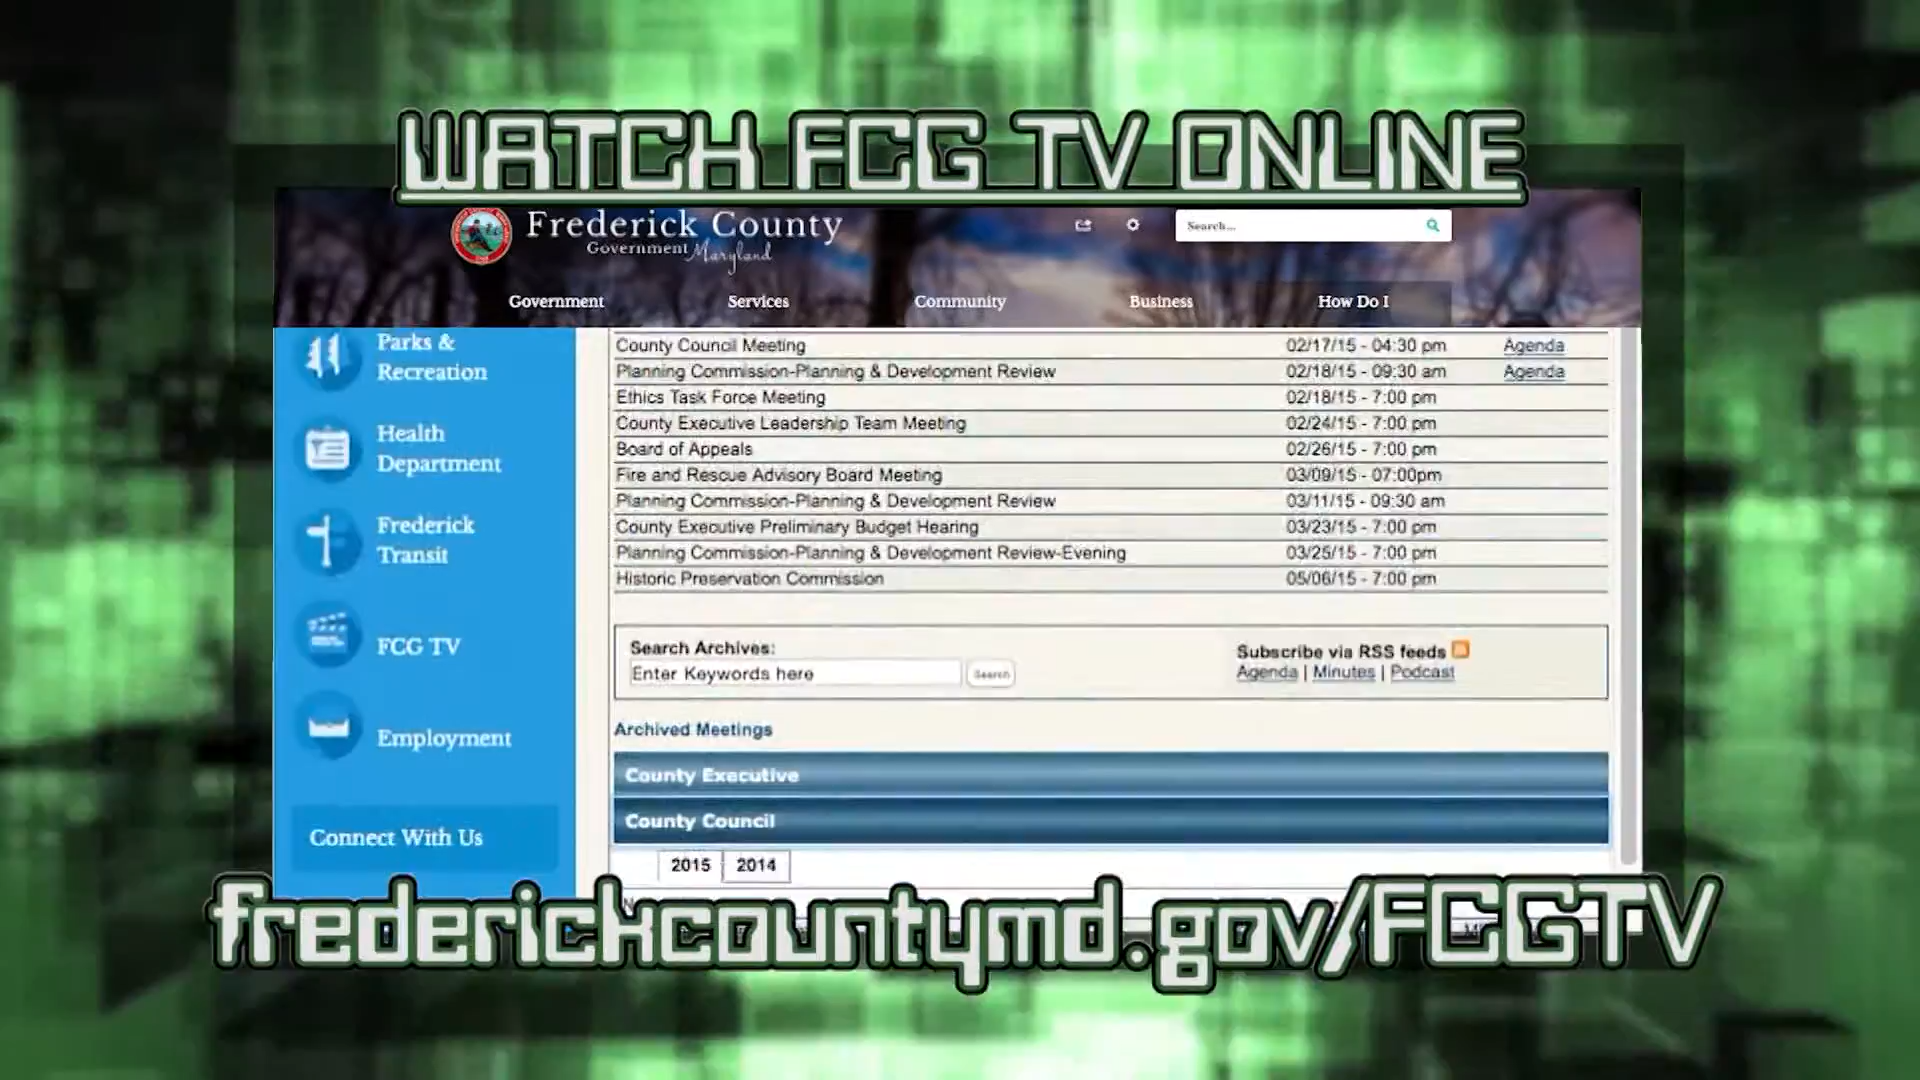 WATCH FCG TV ONLINE
Frederick County
Government Maryland
Search...
Government Services Community Business How Do I
Parks &
Recreation
Health
Department
Frederick
Transit
FCG TV
Employment
Connect With Us
County Council Meeting 02/17/15 - 04:30 pm Agenda
Planning Commission-Planning & Development Review 02/18/15 - 09:30 am Agenda
Ethics Task Force Meeting 02/18/15 - 7:00 pm
County Executive Leadership Team Meeting 02/24/15 - 7:00 pm
Board of Appeals 02/26/15 - 7:00 pm
Fire and Rescue Advisory Board Meeting 03/09/15 - 07:00pm
Planning Commission-Planning & Development Review 03/11/15 - 09:30 am
County Executive Preliminary Budget Hearing 03/23/15 - 7:00 pm
Planning Commission-Planning & Development Review-Evening 03/25/15 - 7:00 pm
Historic Preservation Commission 05/06/15 - 7:00 pm
Search Archives:
Enter Keywords here Search
Subscribe via RSS feeds
Agenda | Minutes | Podcast
Archived Meetings
County Executive
County Council
2015 2014
frederickcountymd.gov/FCGTV